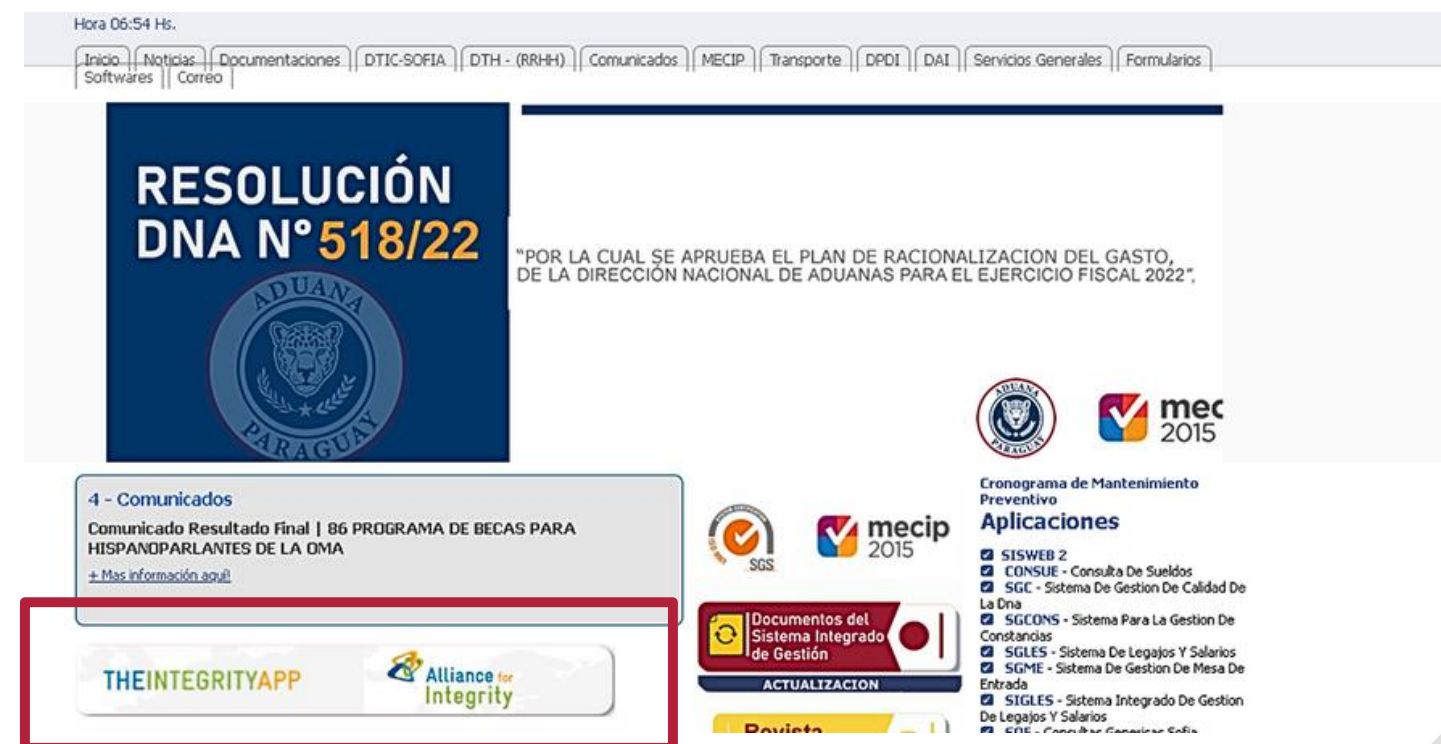 Hora 06:54 Hs.
Inicio Noticias Documentaciones DTIC-SOFIA DTH - (RRHH) Comunicados MECIP Transporte DPDI DAI Servicios Generales Formularios
Softwares Correo
RESOLUCIÓN
DNA N°518/22
"POR LA CUAL SE APRUEBA EL PLAN DE RACIONALIZACION DEL GASTO,
DE LA DIRECCIÓN NACIONAL DE ADUANAS PARA EL EJERCICIO FISCAL 2022",
ADUANA
PARAGUAY
ADUANA
PARAGUAY
mec
2015
4 - Comunicados
Comunicado Resultado Final | 86 PROGRAMA DE BECAS PARA
HISPANOPARLANTES DE LA OMA
+ Mas información aquí!
THEINTEGRITYAPP
Alliance for
Integrity
SGS
mecip
2015
Documentos del
Sistema Integrado
de Gestión
ACTUALIZACION
Revista
Cronograma de Mantenimiento
Preventivo
Aplicaciones
SISWEB 2
CONSUE - Consulta De Sueldos
SGC - Sistema De Gestion De Calidad De
La Dna
SGCONS - Sistema Para La Gestion De
Constancias
SGLES - Sistema De Legajos Y Salarios
SGME - Sistema De Gestion De Mesa De
Entrada
SIGLES - Sistema Integrado De Gestion
De Legajos Y Salarios
Consultas Genericas Sofia